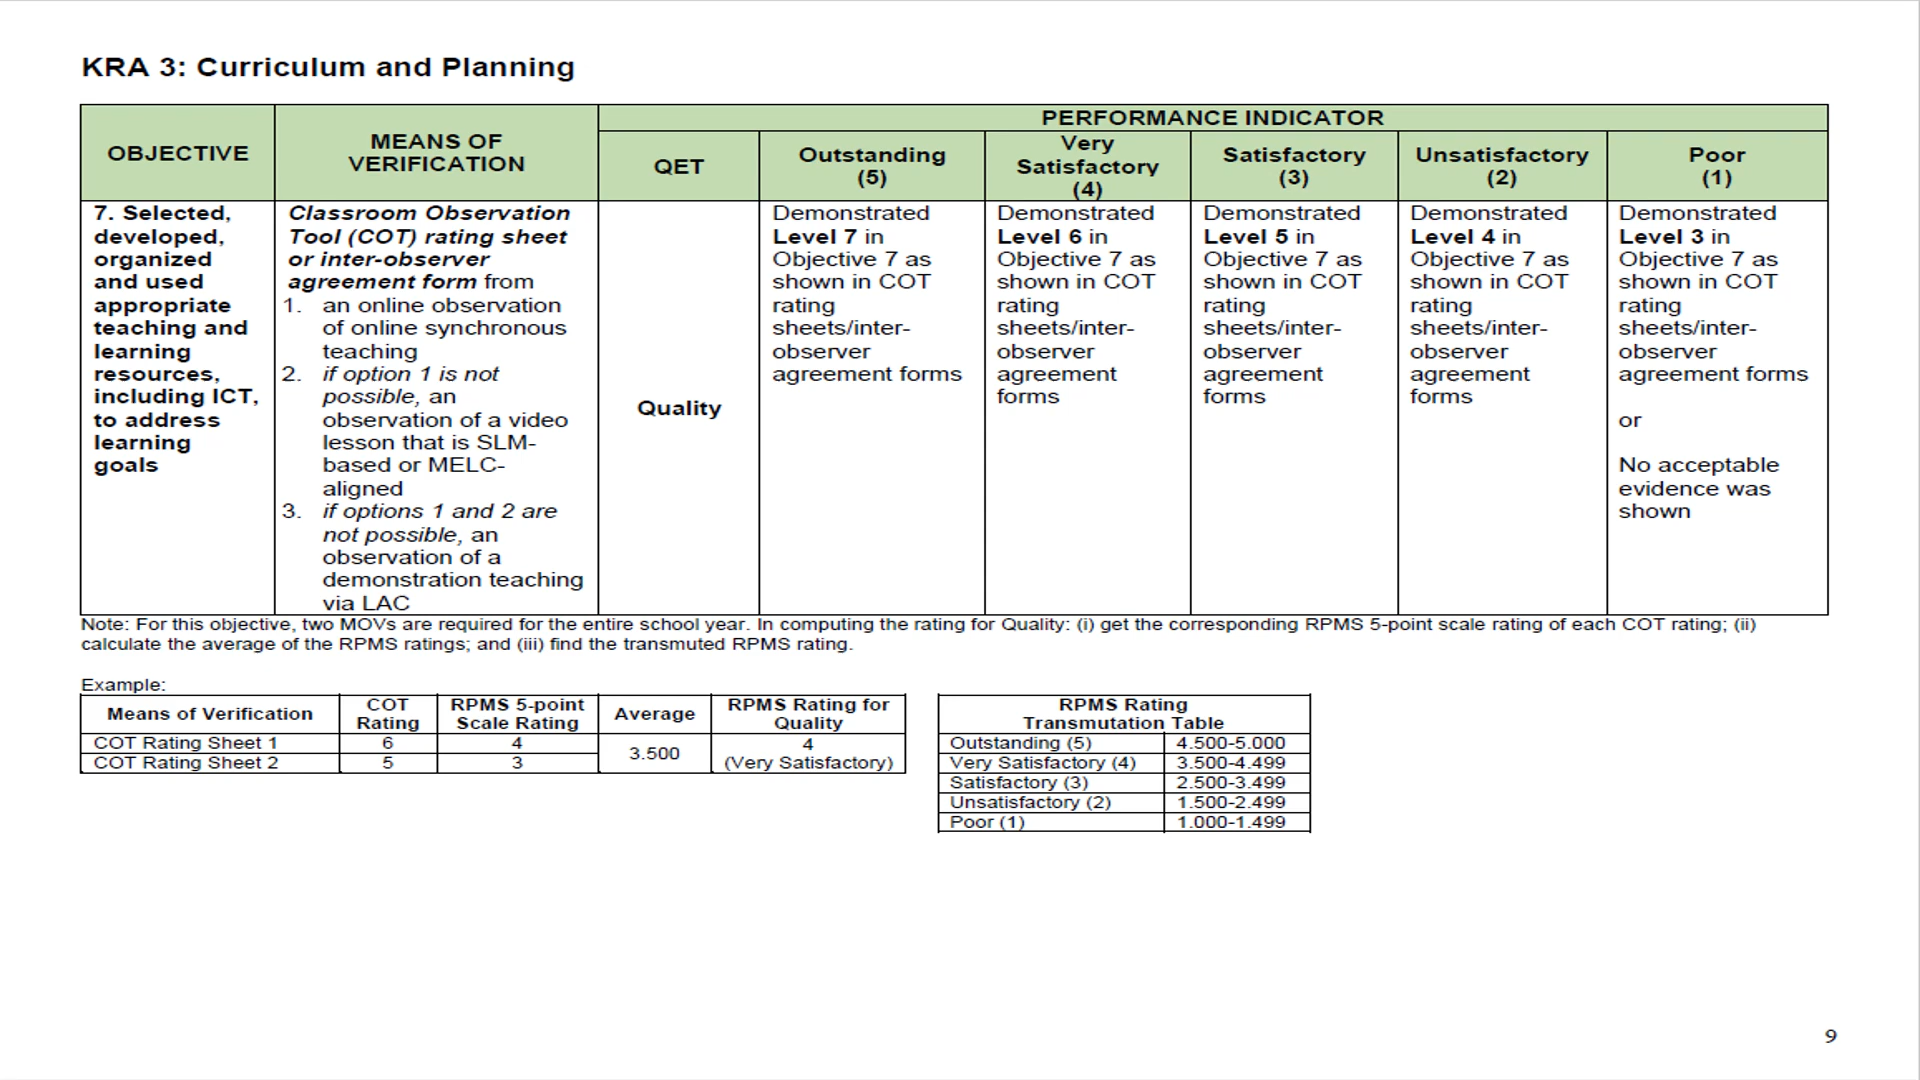 KRA 3: Curriculum and Planning
OBJECTIVE
MEANS OF
VERIFICATION
PERFORMANCE INDICATOR
QET
Outstanding
(5)
Very
Satisfactory
(4)
Satisfactory
(3)
Unsatisfactory
(2)
Poor
(1)
7. Selected,
developed,
organized
and used
appropriate
teaching and
learning
resources,
including ICT,
to address
learning
goals
Classroom Observation
Tool (COT) rating sheet
or inter-observer
agreement form from
1. an online observation
of online synchronous
teaching
2. if option 1 is not
possible, an
observation of a video
lesson that is SLM-
based or MELC-
aligned
3. if options 1 and 2 are
not possible, an
observation of a
demonstration teaching
via LAC
Quality
Demonstrated
Level 7 in
Objective 7 as
shown in COT
rating
sheets/inter-
observer
agreement forms
Demonstrated
Level 6 in
Objective 7 as
shown in COT
rating
sheets/inter-
observer
agreement
forms
Demonstrated
Level 5 in
Objective 7 as
shown in COT
rating
sheets/inter-
observer
agreement
forms
Demonstrated
Level 4 in
Objective 7 as
shown in COT
rating
sheets/inter-
observer
agreement
forms
Demonstrated
Level 3 in
Objective 7 as
shown in COT
rating
sheets/inter-
observer
agreement forms
or
No acceptable
evidence was
shown
Note: For this objective, two MOVs are required for the entire school year. In computing the rating for Quality: (i) get the corresponding RPMS 5-point scale rating of each COT rating; (ii)
calculate the average of the RPMS ratings; and (iii) find the transmuted RPMS rating.
Example:
Means of Verification
COT
Rating
RPMS 5-point
Scale Rating
Average
RPMS Rating for
Quality
COT Rating Sheet 1 6 4
COT Rating Sheet 2 5 3
3.500
4
(Very Satisfactory)
RPMS Rating
Transmutation Table
Outstanding (5) 4.500-5.000
Very Satisfactory (4) 3.500-4.499
Satisfactory (3) 2.500-3.499
Unsatisfactory (2) 1.500-2.499
Poor (1) 1.000-1.499
9